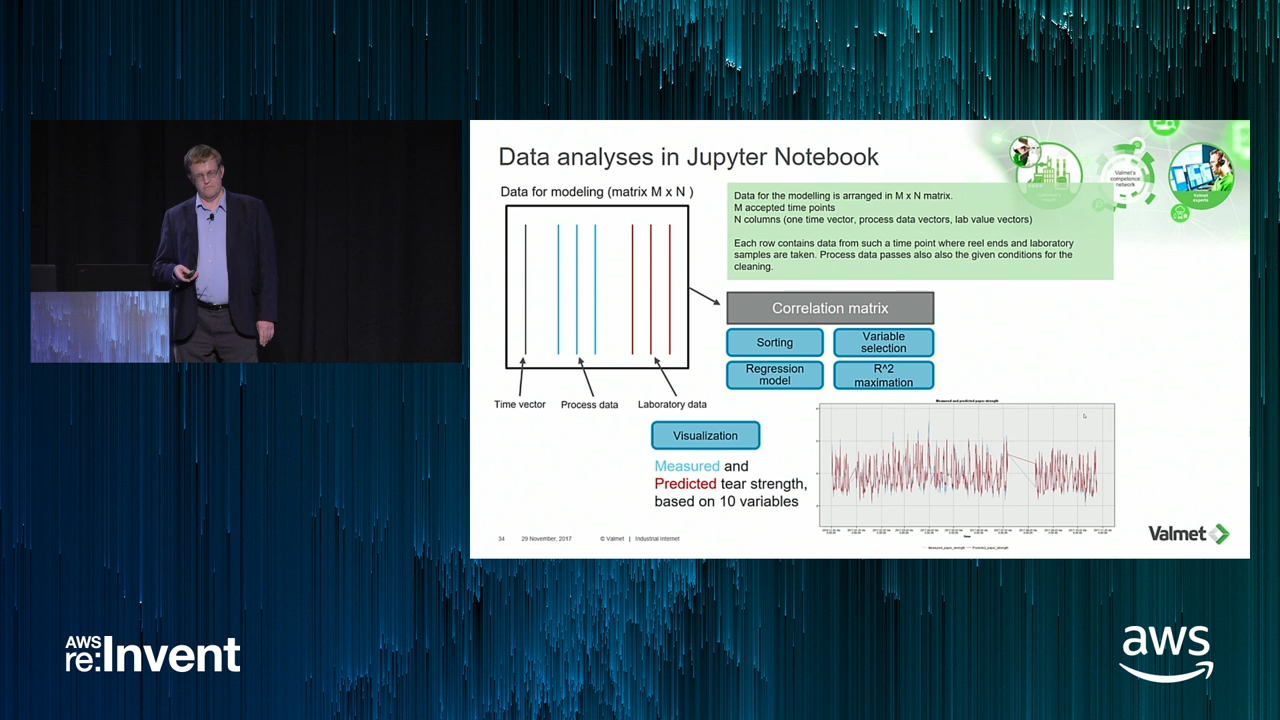 Data analyses in Jupyter Notebook
Data for modeling (matrix M x N )
Data for the modelling is arranged in M x N matrix.
M accepted time points
N columns (one time vector, process data vectors, lab value vectors)
Each row contains data from such a time point where reel ends and laboratory
samples are taken. Process data passes also also the given conditions for the
cleaning.
Valmet's
competence
network
Valmet
experts
Correlation matrix
Sorting
Variable
selection
Regression
model
R^2
maximation
Time vector
Process data
Laboratory data
Visualization
Measured and
Predicted tear strength,
based on 10 variables
Measured and predicted paper strength
Time
Measured_paper_strength
Predicted_paper_strength
34
29 November, 2017
© Valmet | Industrial Internet
Valmet
AWS
re:Invent
aws